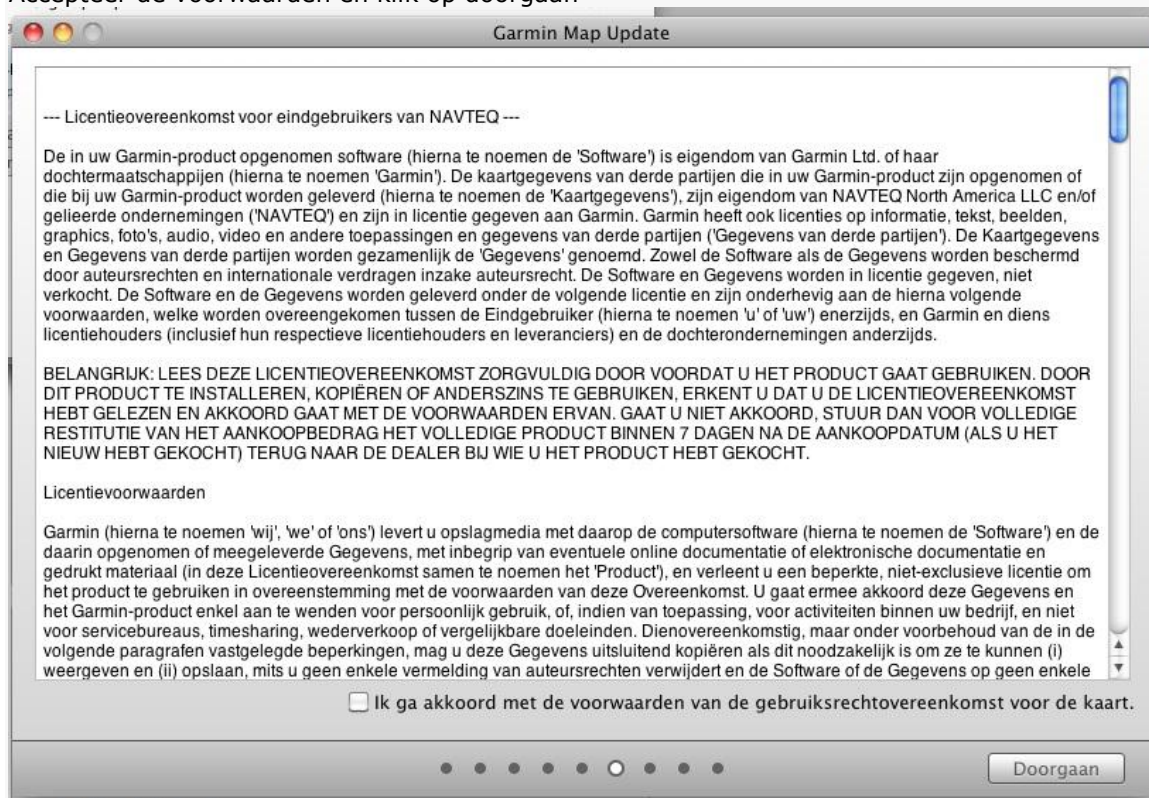 Accepteer de voorwaarden en klik op doorgaan
Garmin Map Update
--- Licentieovereenkomst voor eindgebruikers van NAVTEQ ---
De in uw Garmin-product opgenomen software (hierna te noemen de 'Software') is eigendom van Garmin Ltd. of haar
dochtermaatschappijen (hierna te noemen 'Garmin'). De kaartgegevens van derde partijen die in uw Garmin-product zijn opgenomen of
die bij uw Garmin-product worden geleverd (hierna te noemen de 'Kaartgegevens'), zijn eigendom van NAVTEQ North America LLC en/of
gelieerde ondernemingen ('NAVTEQ') en zijn in licentie gegeven aan Garmin. Garmin heeft ook licenties op informatie, tekst, beelden,
graphics, foto's, audio, video en andere toepassingen en gegevens van derde partijen ('Gegevens van derde partijen'). De Kaartgegevens
en Gegevens van derde partijen worden gezamenlijk de 'Gegevens' genoemd. Zowel de Software als de Gegevens worden beschermd
door auteursrechten en internationale verdragen inzake auteursrecht. De Software en Gegevens worden in licentie gegeven, niet
verkocht. De Software en de Gegevens worden geleverd onder de volgende licentie en zijn onderhevig aan de hierna volgende
voorwaarden, welke worden overeengekomen tussen de Eindgebruiker (hierna te noemen 'u' of 'uw') enerzijds, en Garmin en diens
licentiehouders (inclusief hun respectieve licentiehouders en leveranciers) en de dochterondernemingen anderzijds.
BELANGRIJK: LEES DEZE LICENTIEOVEREENKOMST ZORGVULDIG DOOR VOORDAT U HET PRODUCT GAAT GEBRUIKEN. DOOR
DIT PRODUCT TE INSTALLEREN, KOPIËREN OF ANDERSZINS TE GEBRUIKEN, ERKENT U DAT U DE LICENTIEOVEREENKOMST
HEBT GELEZEN EN AKKOORD GAAT MET DE VOORWAARDEN ERVAN. GAAT U NIET AKKOORD, STUUR DAN VOOR VOLLEDIGE
RESTITUTIE VAN HET AANKOOPBEDRAG HET VOLLEDIGE PRODUCT BINNEN 7 DAGEN NA DE AANKOOPDATUM (ALS U HET
NIEUW HEBT GEKOCHT) TERUG NAAR DE DEALER BIJ WIE U HET PRODUCT HEBT GEKOCHT.
Licentievoorwaarden
Garmin (hierna te noemen 'wij', 'we' of 'ons') levert u opslagmedia met daarop de computersoftware (hierna te noemen de 'Software') en de
daarin opgenomen of meegeleverde Gegevens, met inbegrip van eventuele online documentatie of elektronische documentatie en
gedrukt materiaal (in deze Licentieovereenkomst samen te noemen het 'Product'), en verleent u een beperkte, niet-exclusieve licentie om
het product te gebruiken in overeenstemming met de voorwaarden van deze Overeenkomst. U gaat ermee akkoord deze Gegevens en
het Garmin-product enkel aan te wenden voor persoonlijk gebruik, of, indien van toepassing, voor activiteiten binnen uw bedrijf, en niet
voor servicebureaus, timesharing, wederverkoop of vergelijkbare doeleinden. Dienovereenkomstig, maar onder voorbehoud van de in de
volgende paragrafen vastgelegde beperkingen, mag u deze Gegevens uitsluitend kopiëren als dit noodzakelijk is om ze te kunnen (i)
weergeven en (ii) opslaan, mits u geen enkele vermelding van auteursrechten verwijdert en de Software of de Gegevens op geen enkele
Ik ga akkoord met de voorwaarden van de gebruiksrechtovereenkomst voor de kaart.
Doorgaan